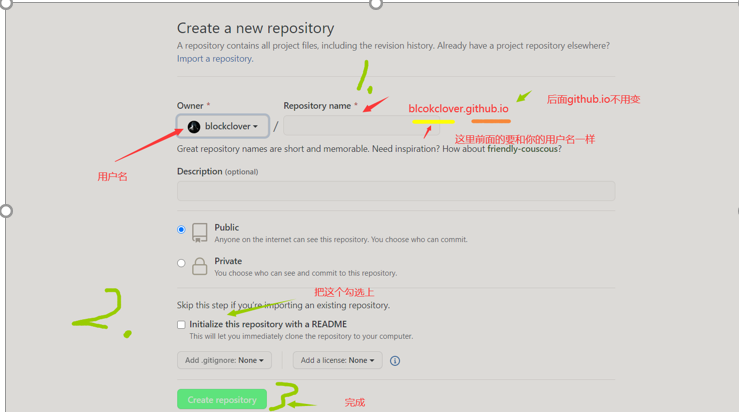 Create a new repository
A repository contains all project files, including the revision history. Already have a project repository elsewhere?
Import a repository.
1.
Owner *
Repository name *
blcokclover.github.io
后面github.io不用变
blockclover
/
这里前面的要和你的用户名一样
Great repository names are short and memorable. Need inspiration? How about friendly-couscous?
用户名
Description (optional)
Public
Anyone on the internet can see this repository. You choose who can commit.
Private
You choose who can see and commit to this repository.
把这个勾选上
Skip this step if you're importing an existing repository.
2.
Initialize this repository with a README
This will let you immediately clone the repository to your computer.
Add .gitignore: None
Add a license: None
Create repository
3
完成